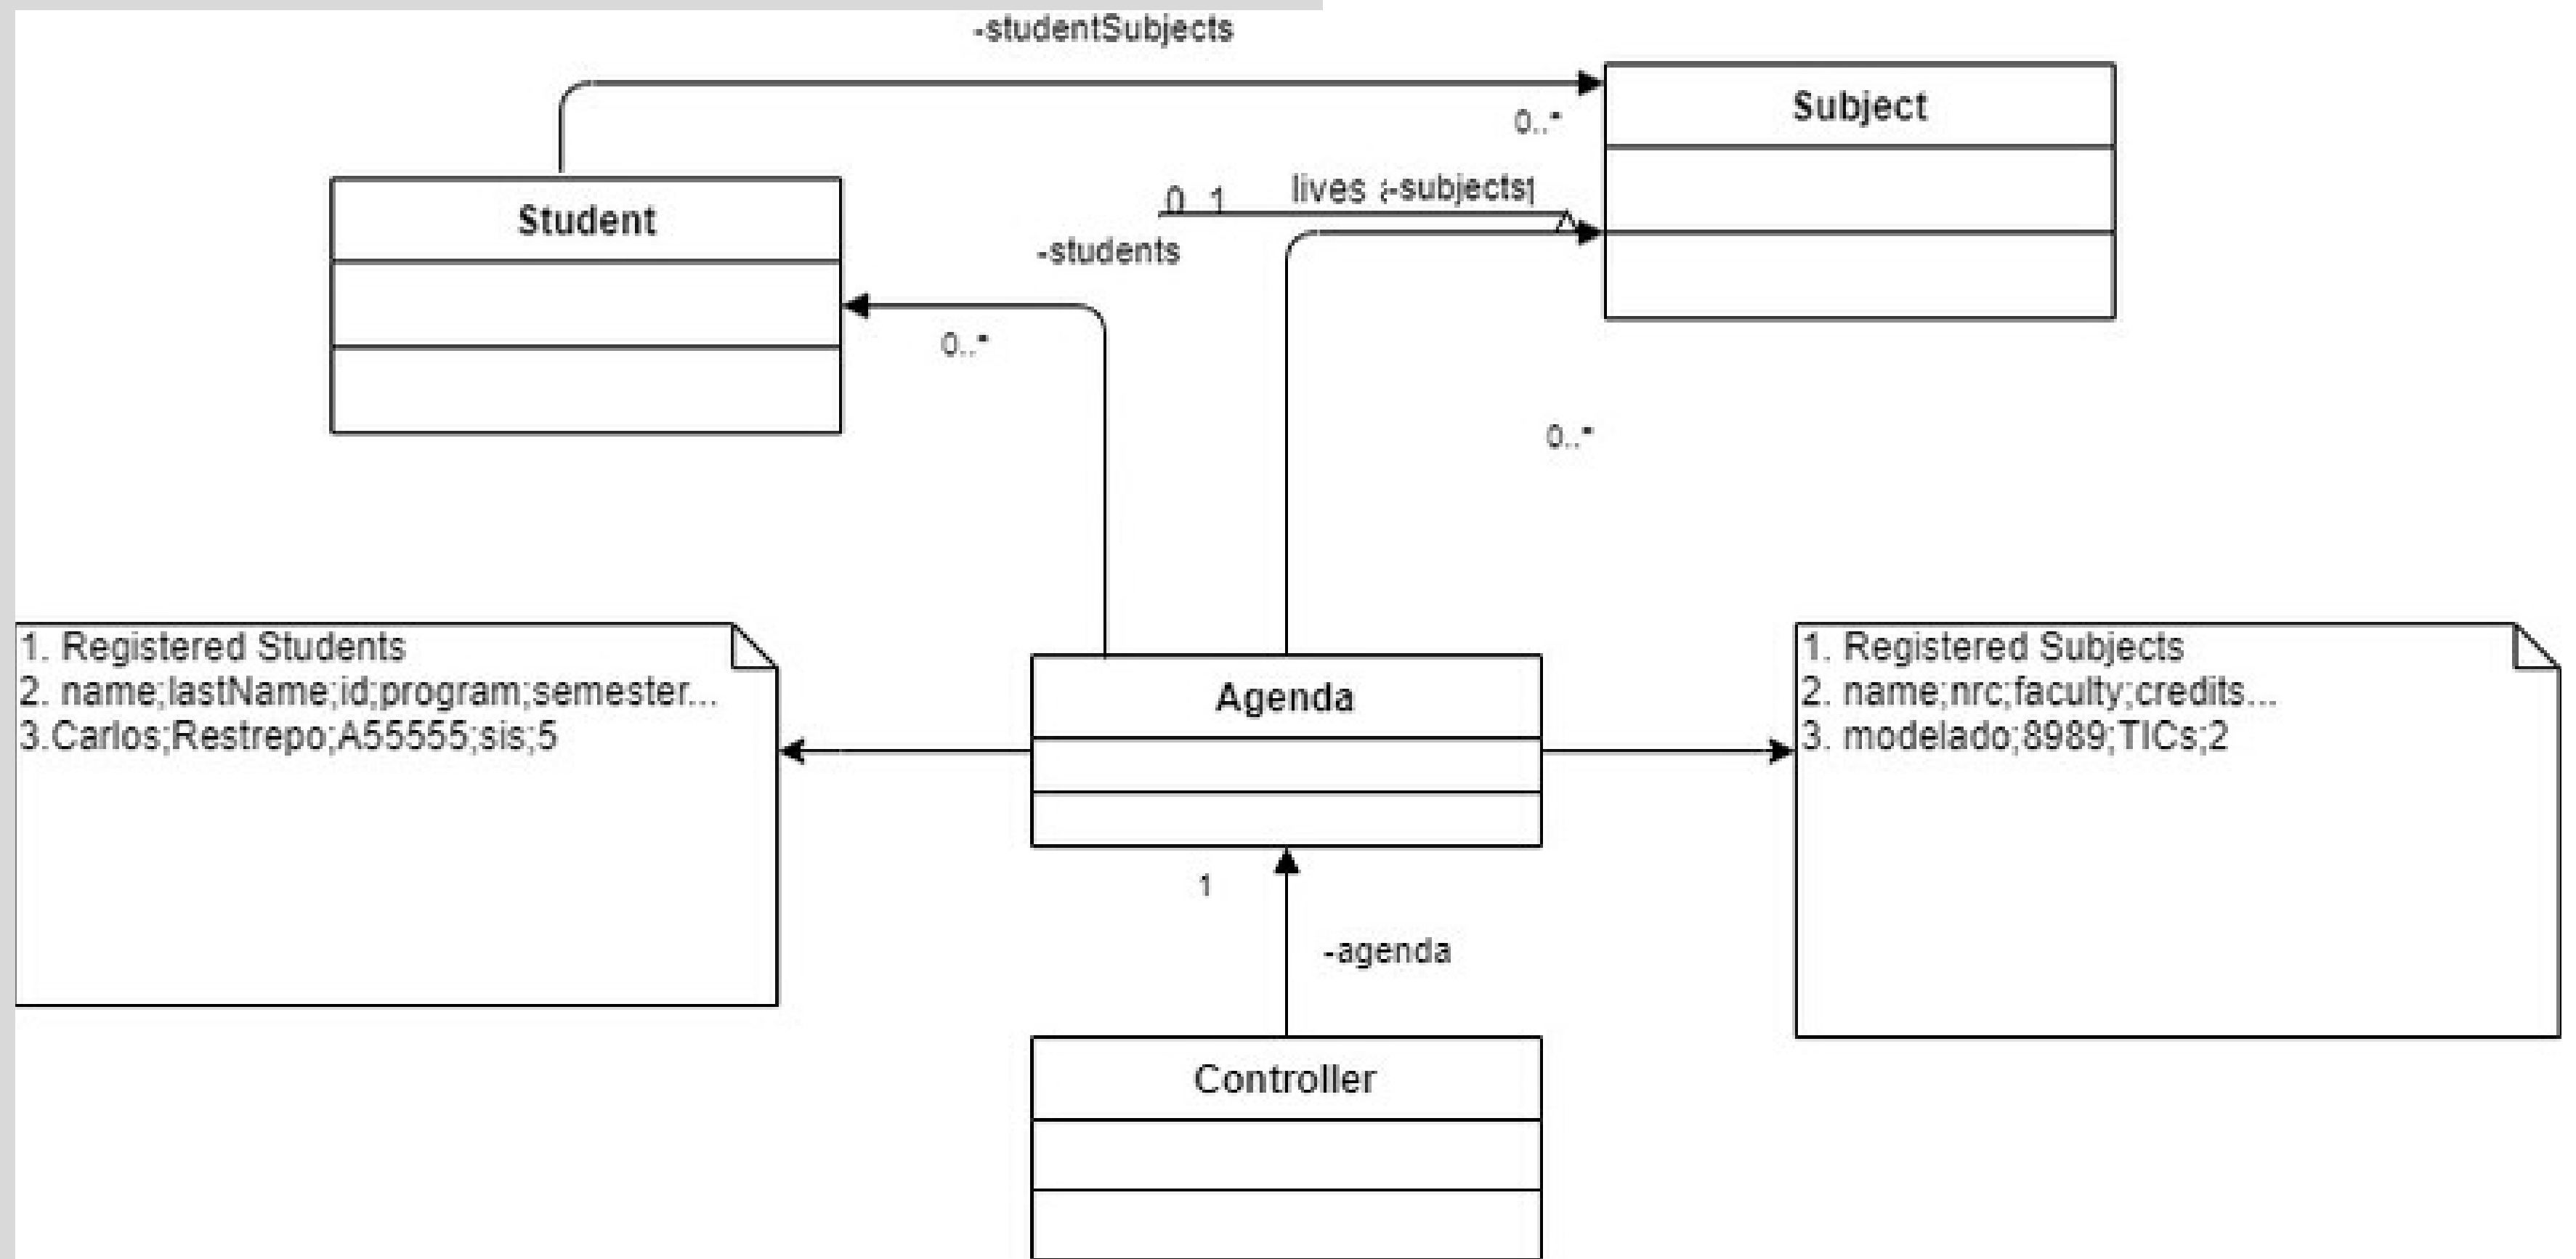 -studentSubjects
Subject
0..*
lives
-subjects
0 1
Student
-students
0..*
0..*
1. Registered Students
2. name;lastName;id;program;semester...
3.Carlos;Restrepo;A55555;sis;5
Agenda
1. Registered Subjects
2. name;nrc;faculty;credits...
3. modelado;8989;TICs;2
1
-agenda
Controller